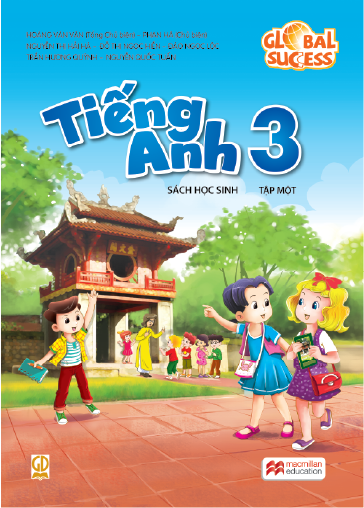 HOÀNG VĂN VÂN (Tổng Chủ biên) - PHAN HÀ (Chủ biên)
NGUYỄN THỊ HẢI HÀ - ĐỖ THỊ NGỌC HIỀN - ĐÀO NGỌC LỘC
TRẦN HƯƠNG QUỲNH - NGUYỄN QUỐC TUẤN
GLOBAL
SUCCESS
Tiếng
Anh 3
SÁCH HỌC SINH TẬP MỘT
macmillan
education